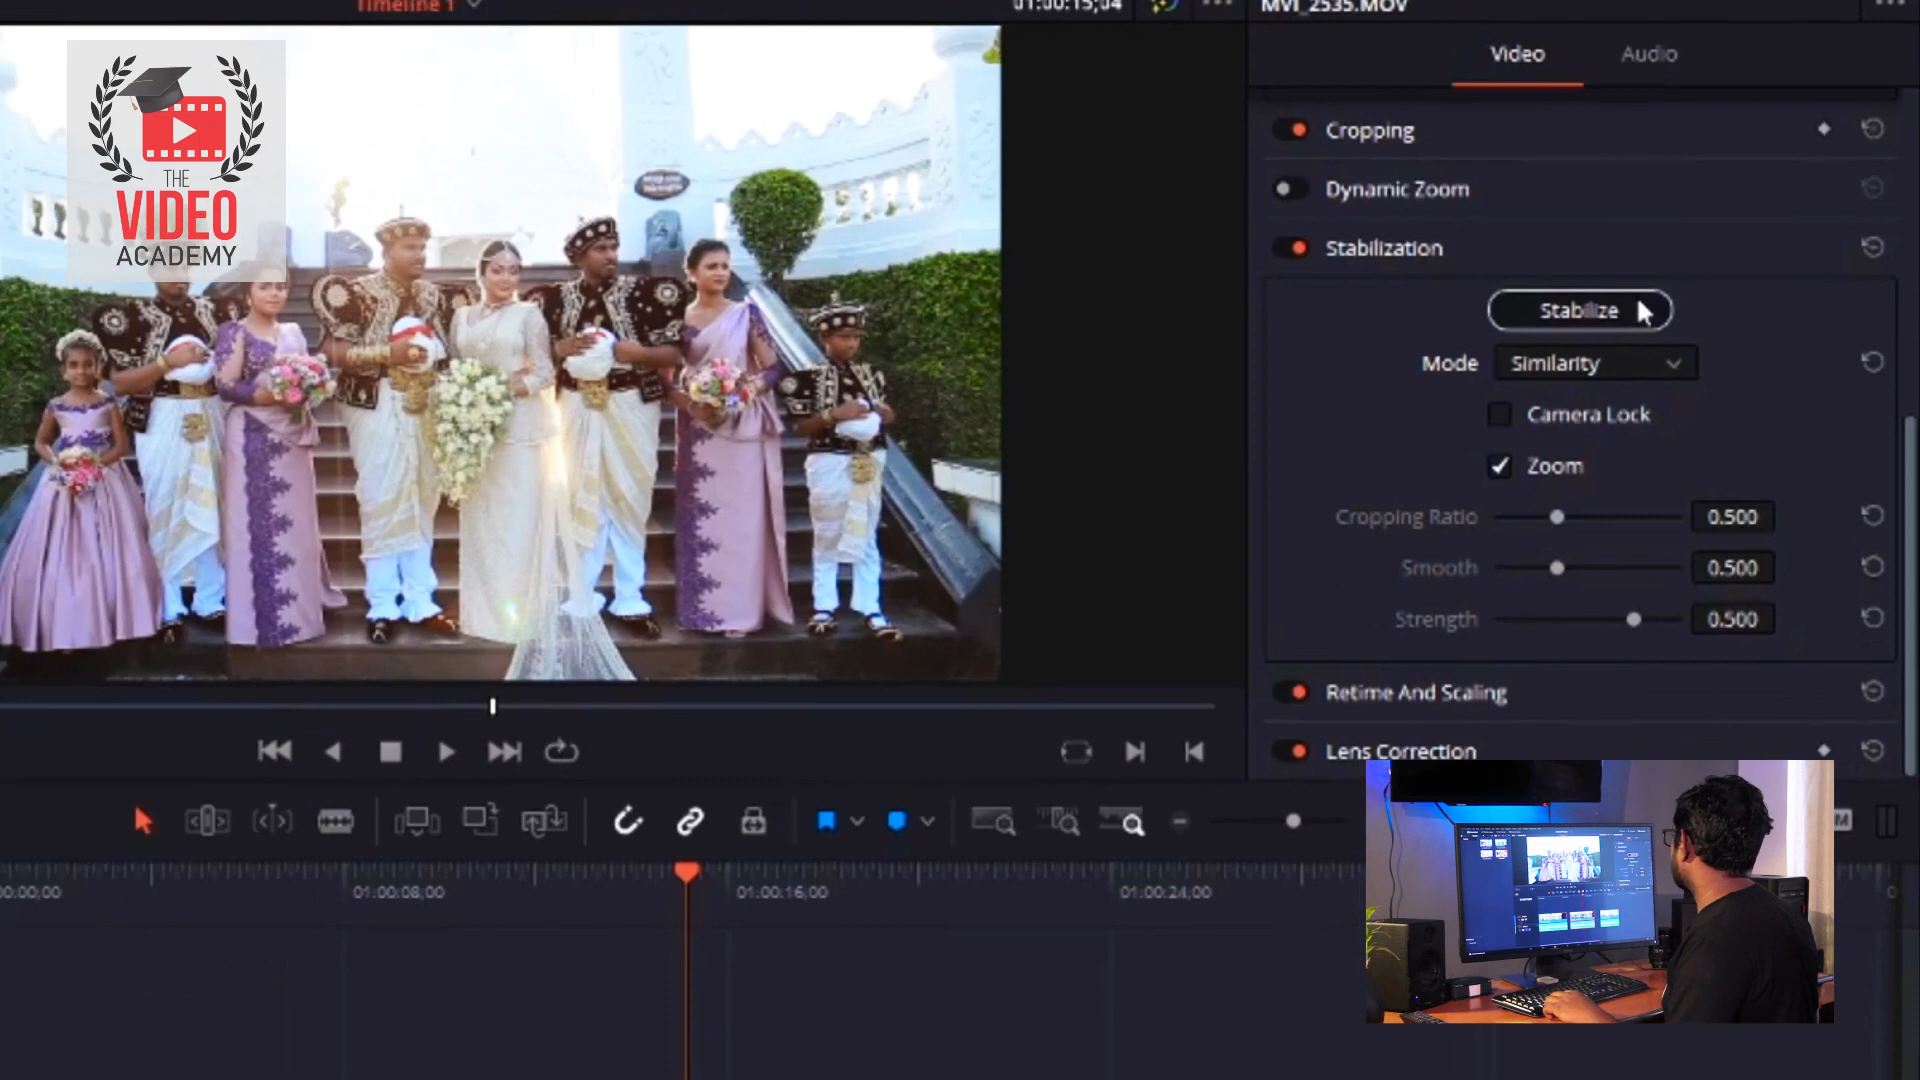 Timeline 1
01:00:15;04
MVI_2535.MOV
Video
Audio
THE
VIDEO
ACADEMY
Cropping
Dynamic Zoom
Stabilization
Stabilize
Mode
Similarity
Camera Lock
Zoom
Cropping Ratio
0.500
Smooth
0.500
Strength
0.500
Retime And Scaling
Lens Correction
M
00:00;00
01:00:08;00
01:00:16;00
01:00:24;00